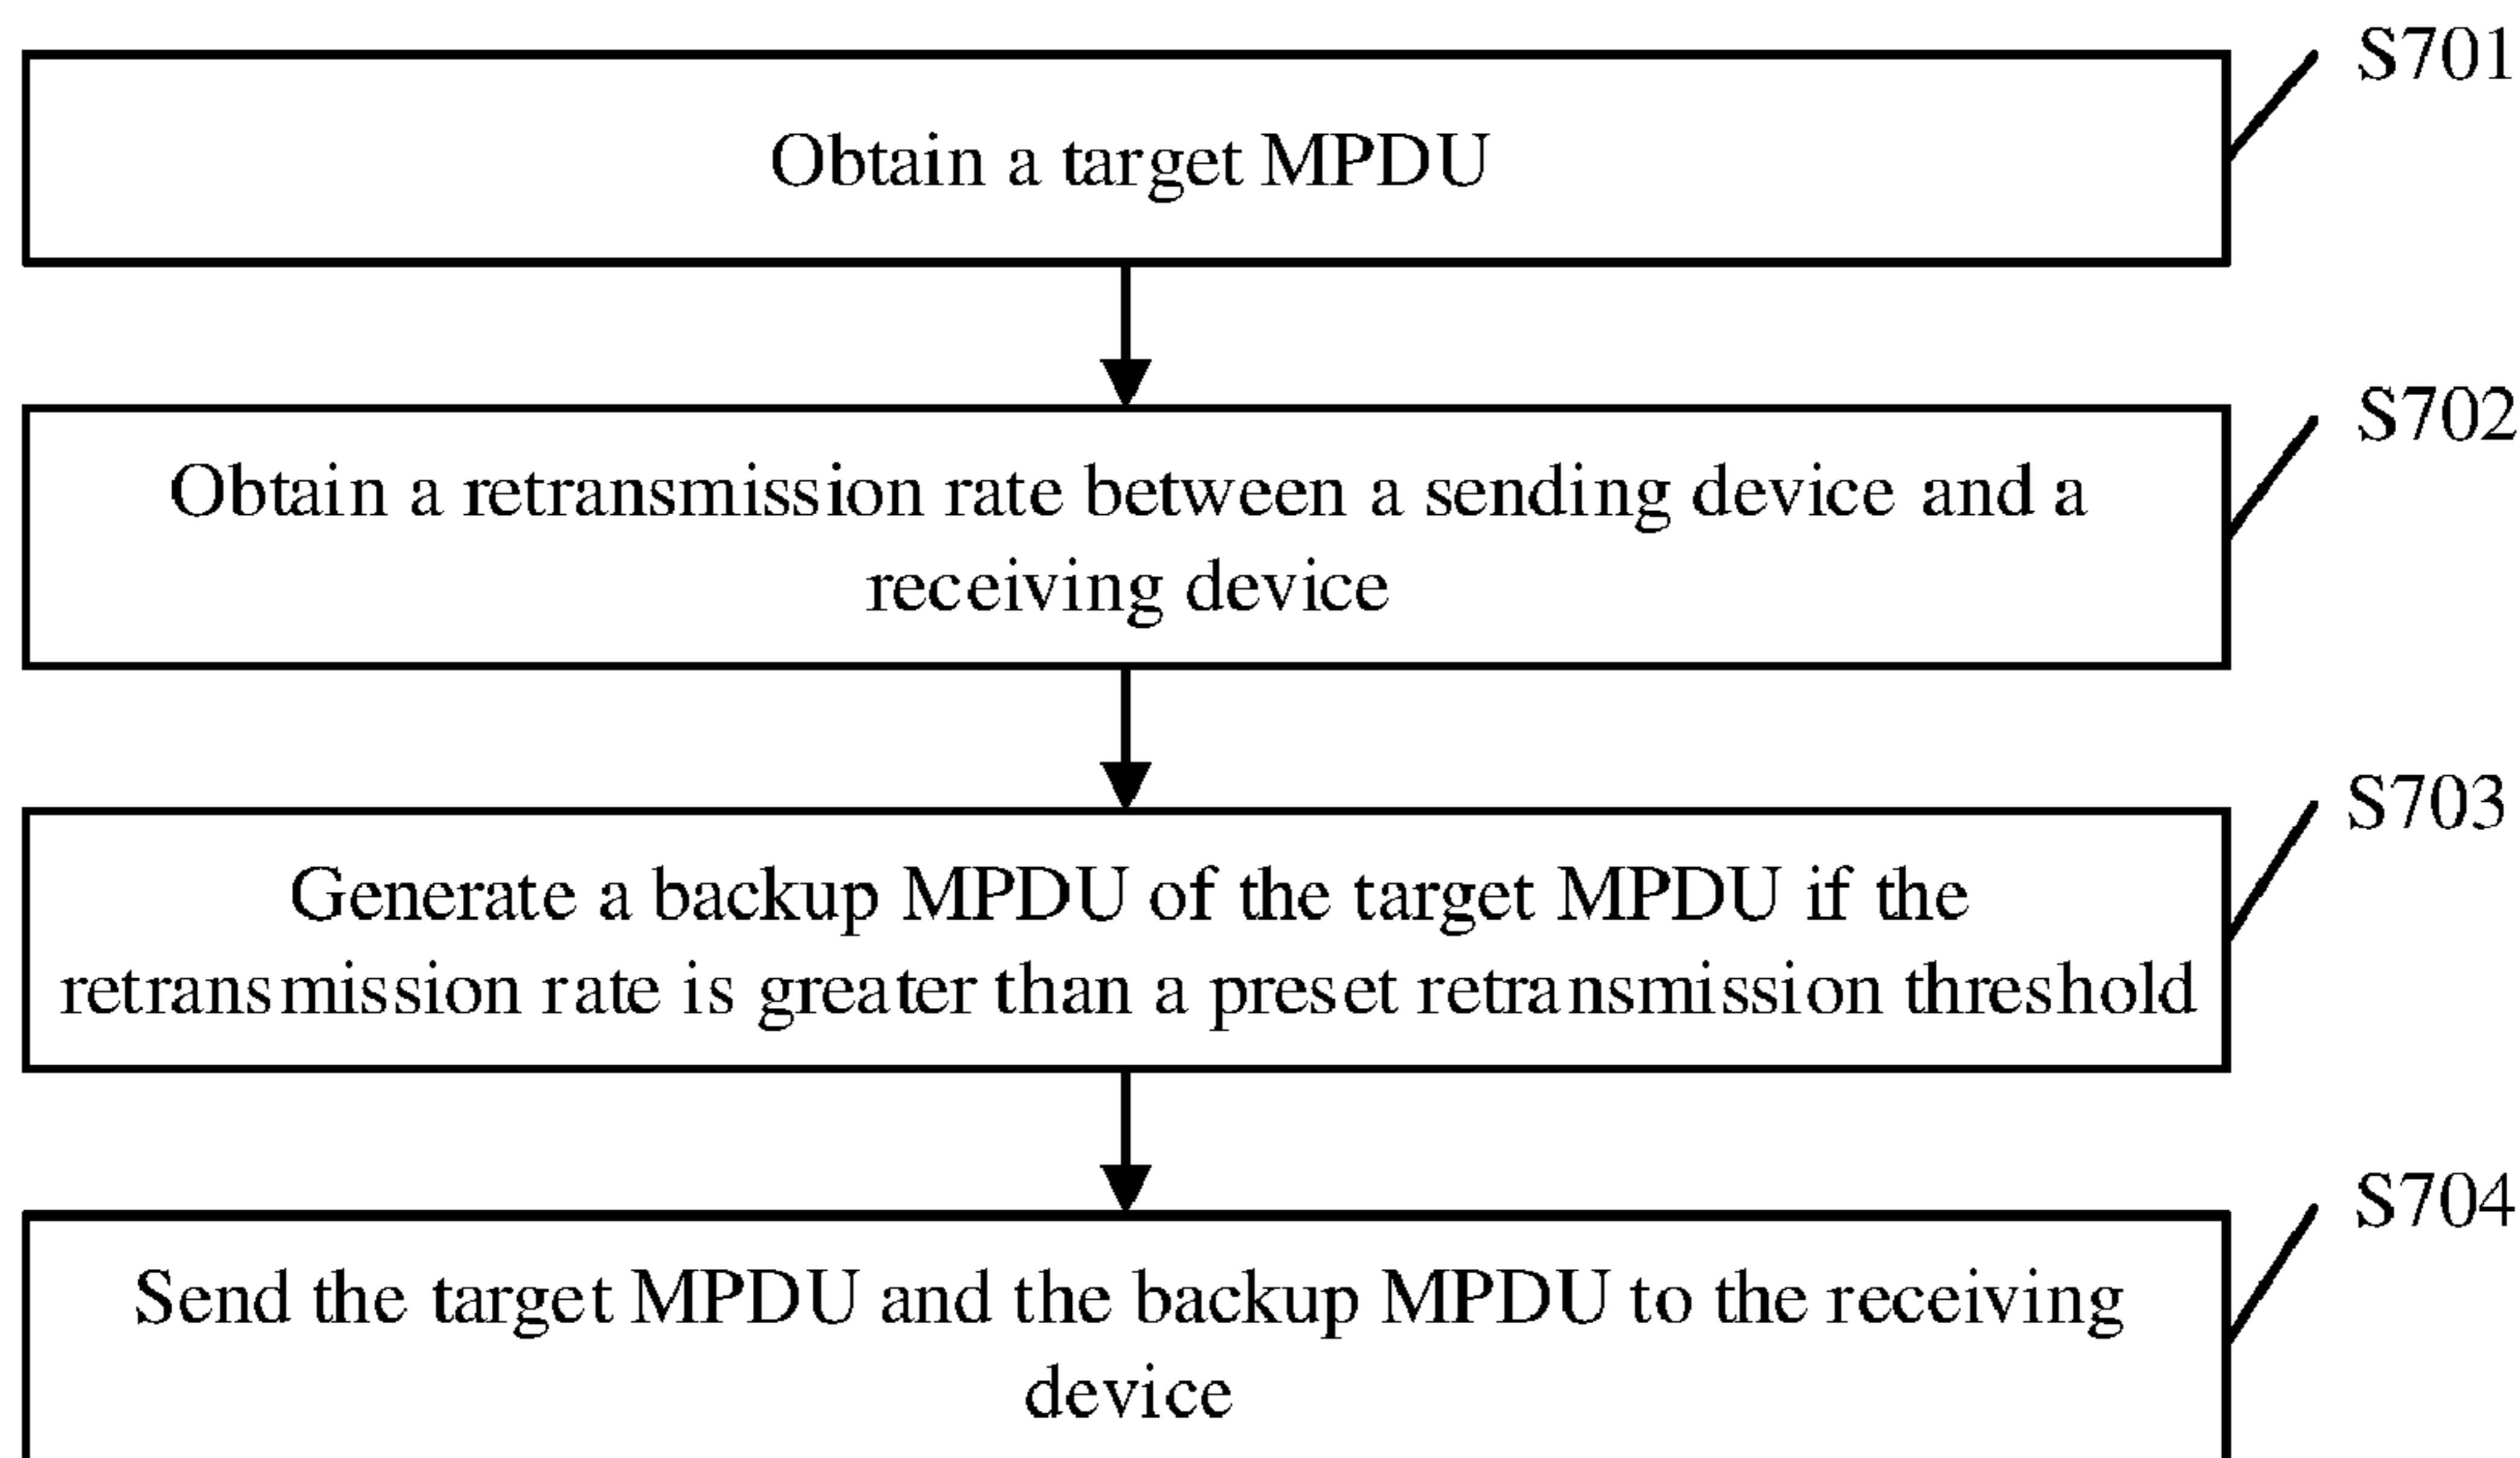 S701
Obtain a target MPDU
S702
Obtain a retransmission rate between a sending device and a
receiving device
S703
Generate a backup MPDU of the target MPDU if the
retransmission rate is greater than a preset retransmission threshold
S704
Send the target MPDU and the backup MPDU to the receiving
device